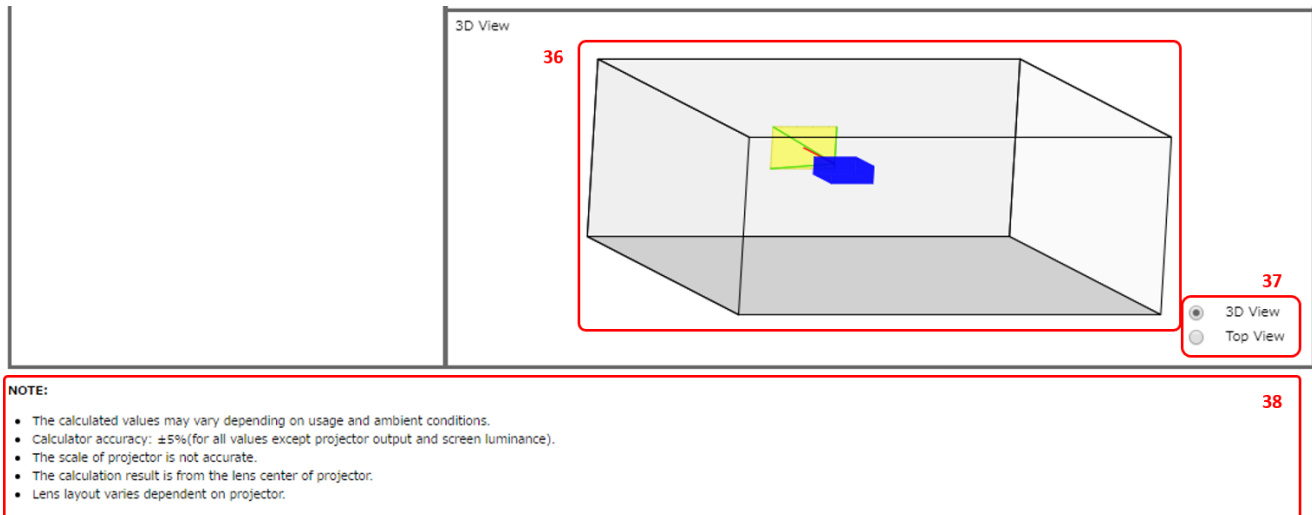 3D View
36
37
3D View
Top View
38
NOTE:
• The calculated values may vary depending on usage and ambient conditions.
• Calculator accuracy: ±5%(for all values except projector output and screen luminance).
• The scale of projector is not accurate.
• The calculation result is from the lens center of projector.
• Lens layout varies dependent on projector.